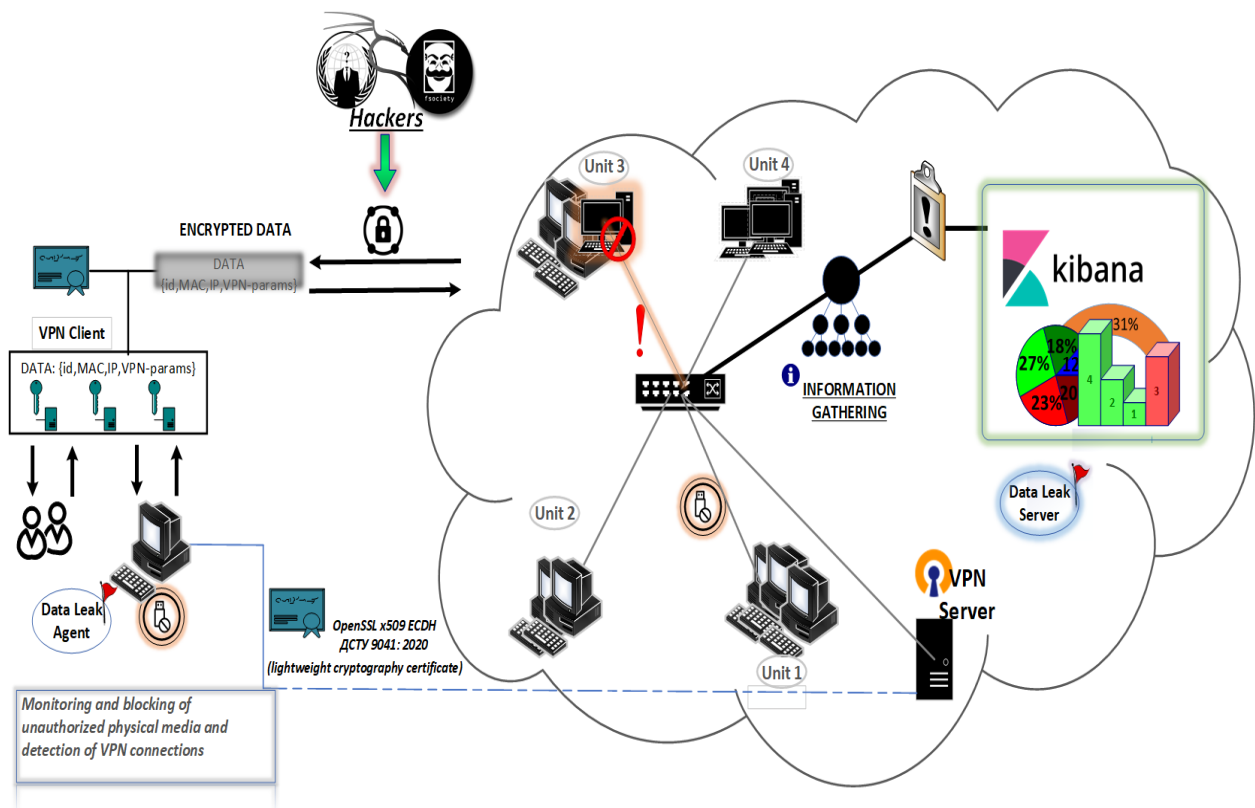 fsociety
Hackers
ENCRYPTED DATA
DATA
{id,MAC,IP,VPN-params}
VPN Client
DATA: {id,MAC,IP,VPN-params}
Data Leak
Agent
Monitoring and blocking of
unauthorized physical media and
detection of VPN connections
OpenSSL x509 ECDH
ДСТУ 9041: 2020
(lightweight cryptography certificate)
Unit 3
Unit 4
!
!
i
INFORMATION
GATHERING
kibana
31%
18%
27%
12
23%
20
4
2
1
3
Data Leak
Server
Unit 2
Unit 1
VPN
Server